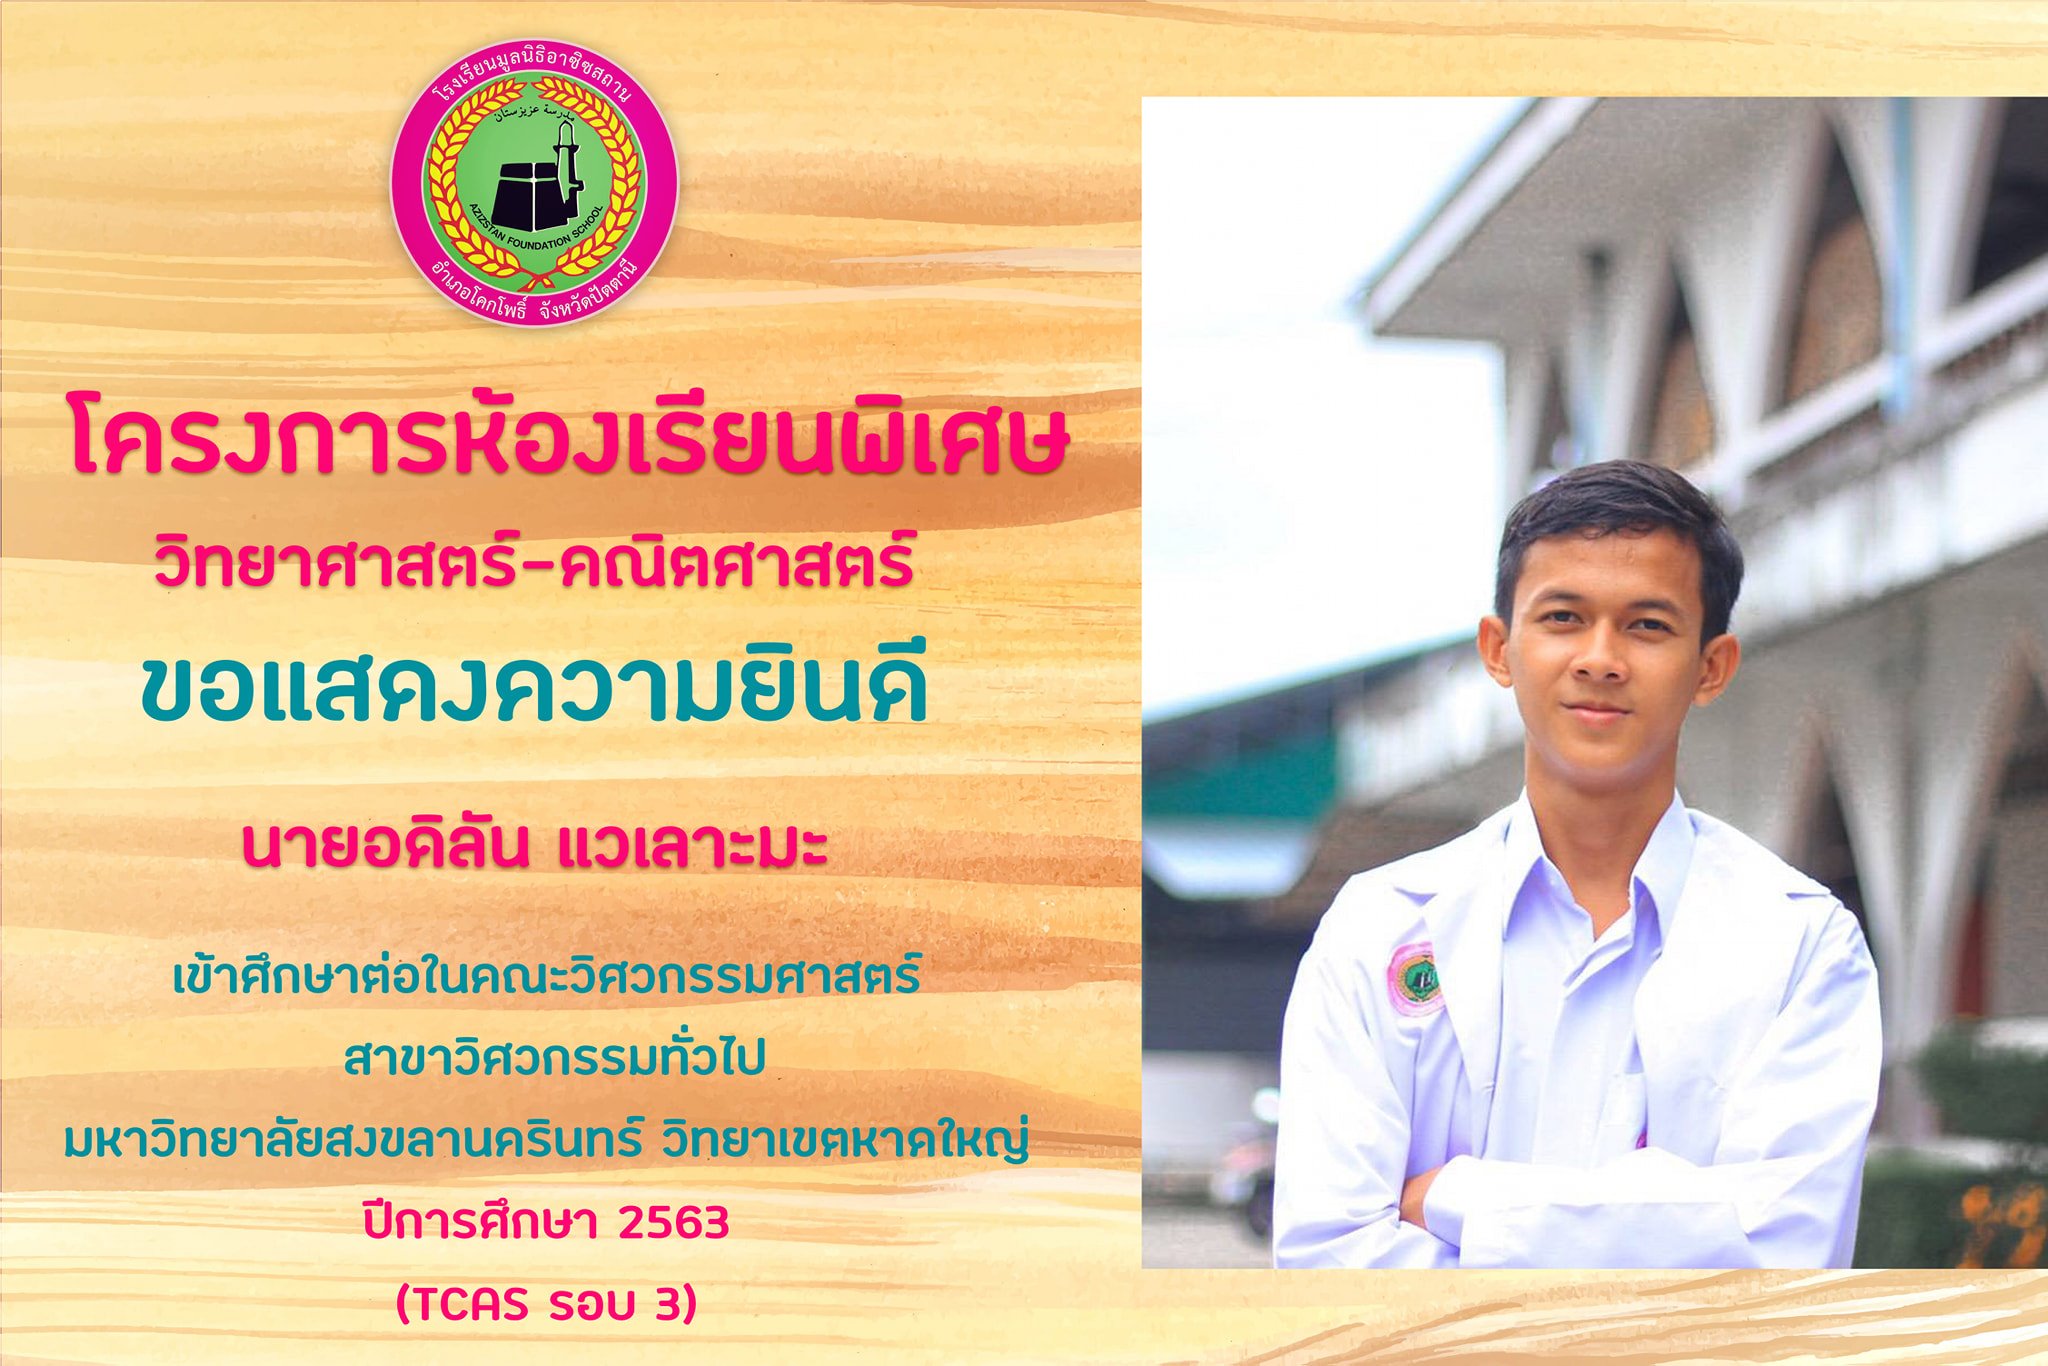 โรงเรียนมูลนิธิอาซิซสถาน
مدرسة عزيزستان
AZIZSTAN FOUNDATION SCHOOL
อำเภอโคกโพธิ์ จังหวัดปัตตานี
โครงการห้องเรียนพิเศษ
วิทยาศาสตร์-คณิตศาสตร์
ขอแสดงความยินดี
นายอดิลัน แวเลาะมะ
เข้าศึกษาต่อในคณะวิศวกรรมศาสตร์
สาขาวิศวกรรมทั่วไป
มหาวิทยาลัยสงขลานครินทร์ วิทยาเขตหาดใหญ่
ปีการศึกษา 2563
(TCAS รอบ 3)